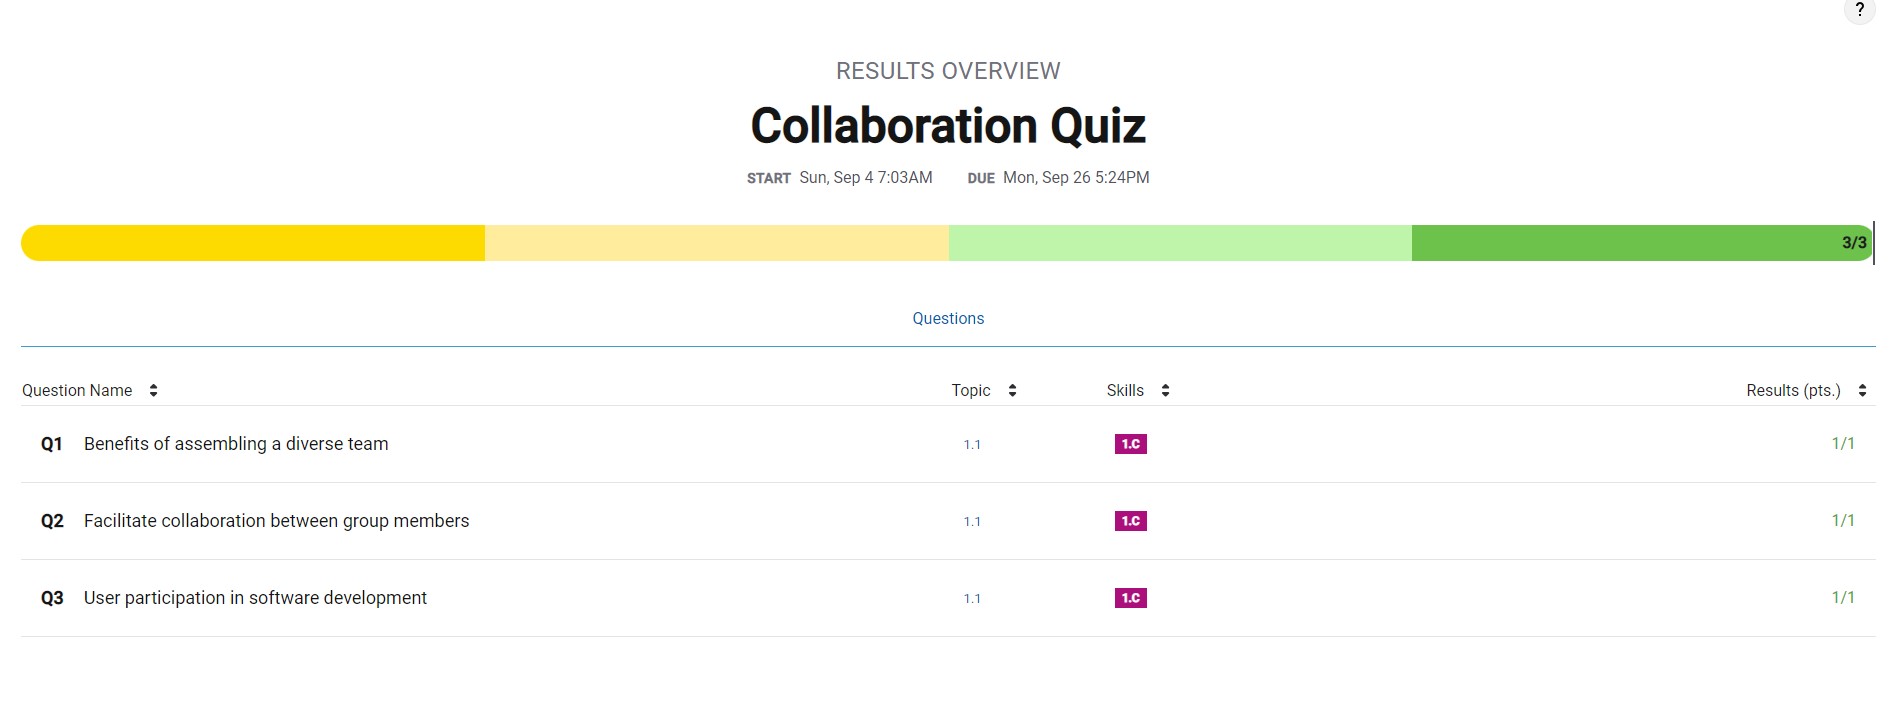 ?
RESULTS OVERVIEW
Collaboration Quiz
START Sun, Sep 4 7:03AM DUE Mon, Sep 26 5:24PM
3/3
Questions
Question Name Topic Skills Results (pts.)
Q1 Benefits of assembling a diverse team 1.1 1.C 1/1
Q2 Facilitate collaboration between group members 1.1 1.C 1/1
Q3 User participation in software development 1.1 1.C 1/1